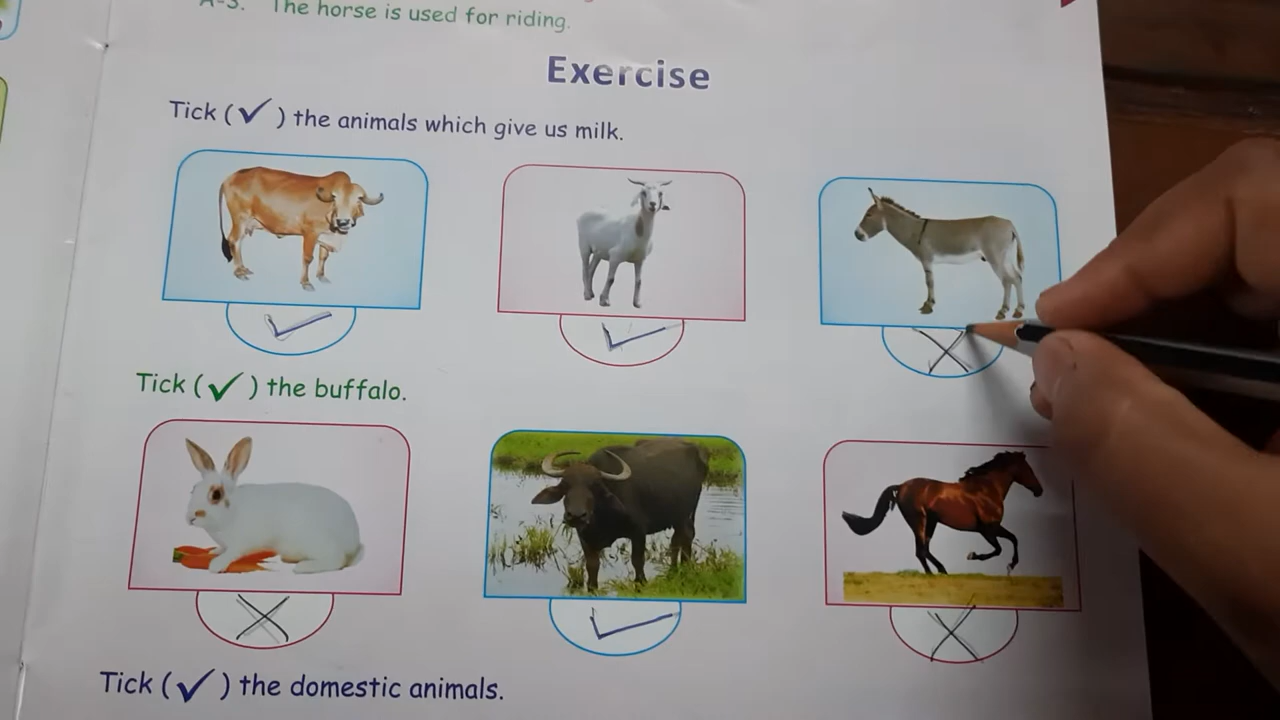 The horse is used for riding.
Exercise
Tick (✓) the animals which give us milk.
Tick (✓) the buffalo.
Tick (✓) the domestic animals.